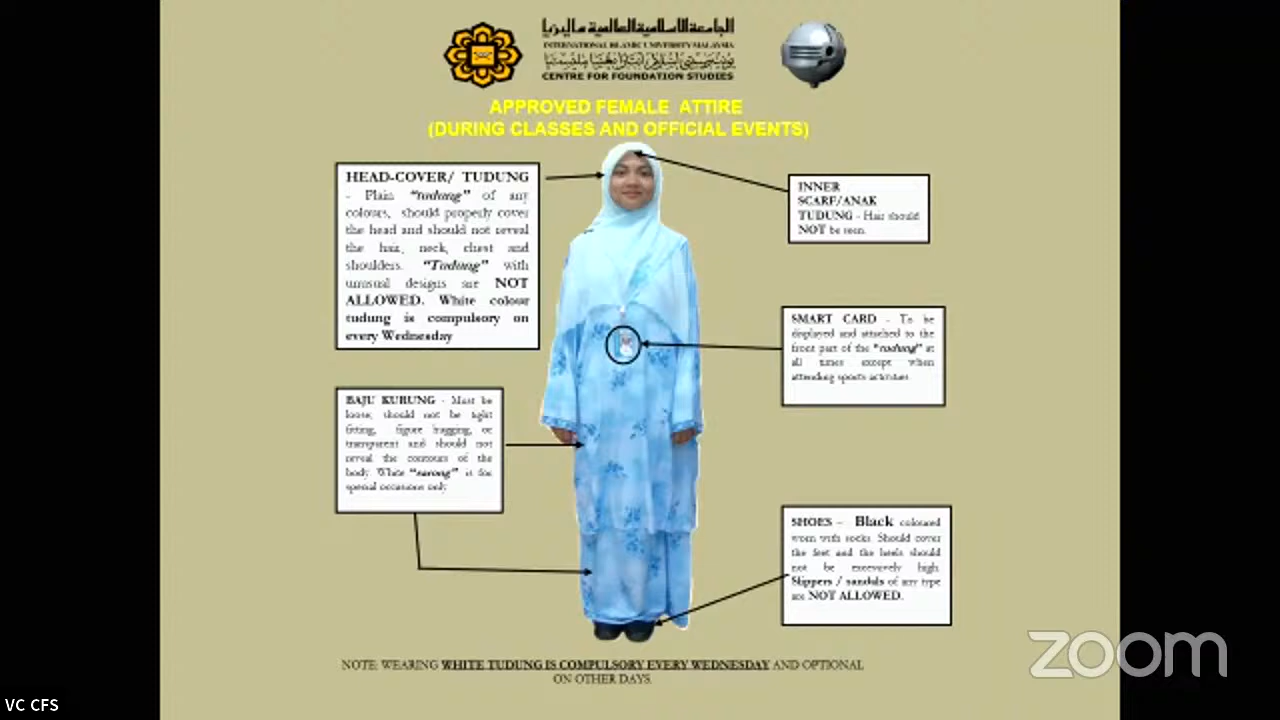 الجامعة الإسلامية العالمية ماليزيا
INTERNATIONAL ISLAMIC UNIVERSITY MALAYSIA
CENTRE FOR FOUNDATION STUDIES
APPROVED FEMALE ATTIRE
(DURING CLASSES AND OFFICIAL EVENTS)
HEAD-COVER/ TUDUNG
- Plain "tudung" of any
colours, should properly cover
the head and should not reveal
the hair, neck, chest and
shoulders. "Tudung" with
unusual designs are NOT
ALLOWED. White colour
tudung is compulsory on
every Wednesday
INNER
SCARF/ANAK
TUDUNG - Hair should
NOT be seen.
SMART CARD - To be
displayed and attached to the
front part of the "tudung" at
all times except when
attending sports activities
BAJU KURUNG - Must be
loose, should not be tight
fitting, figure hugging, or
transparent and should not
reveal the contours of the
body. White "sarong" is for
special occasions only
SHOES - Black coloured
worn with socks. Should cover
the feet and the heels should
not be excessively high.
Slippers / sandals of any type
are NOT ALLOWED.
NOTE: WEARING WHITE TUDUNG IS COMPULSORY EVERY WEDNESDAY AND OPTIONAL
ON OTHER DAYS.
zoom
VC CFS